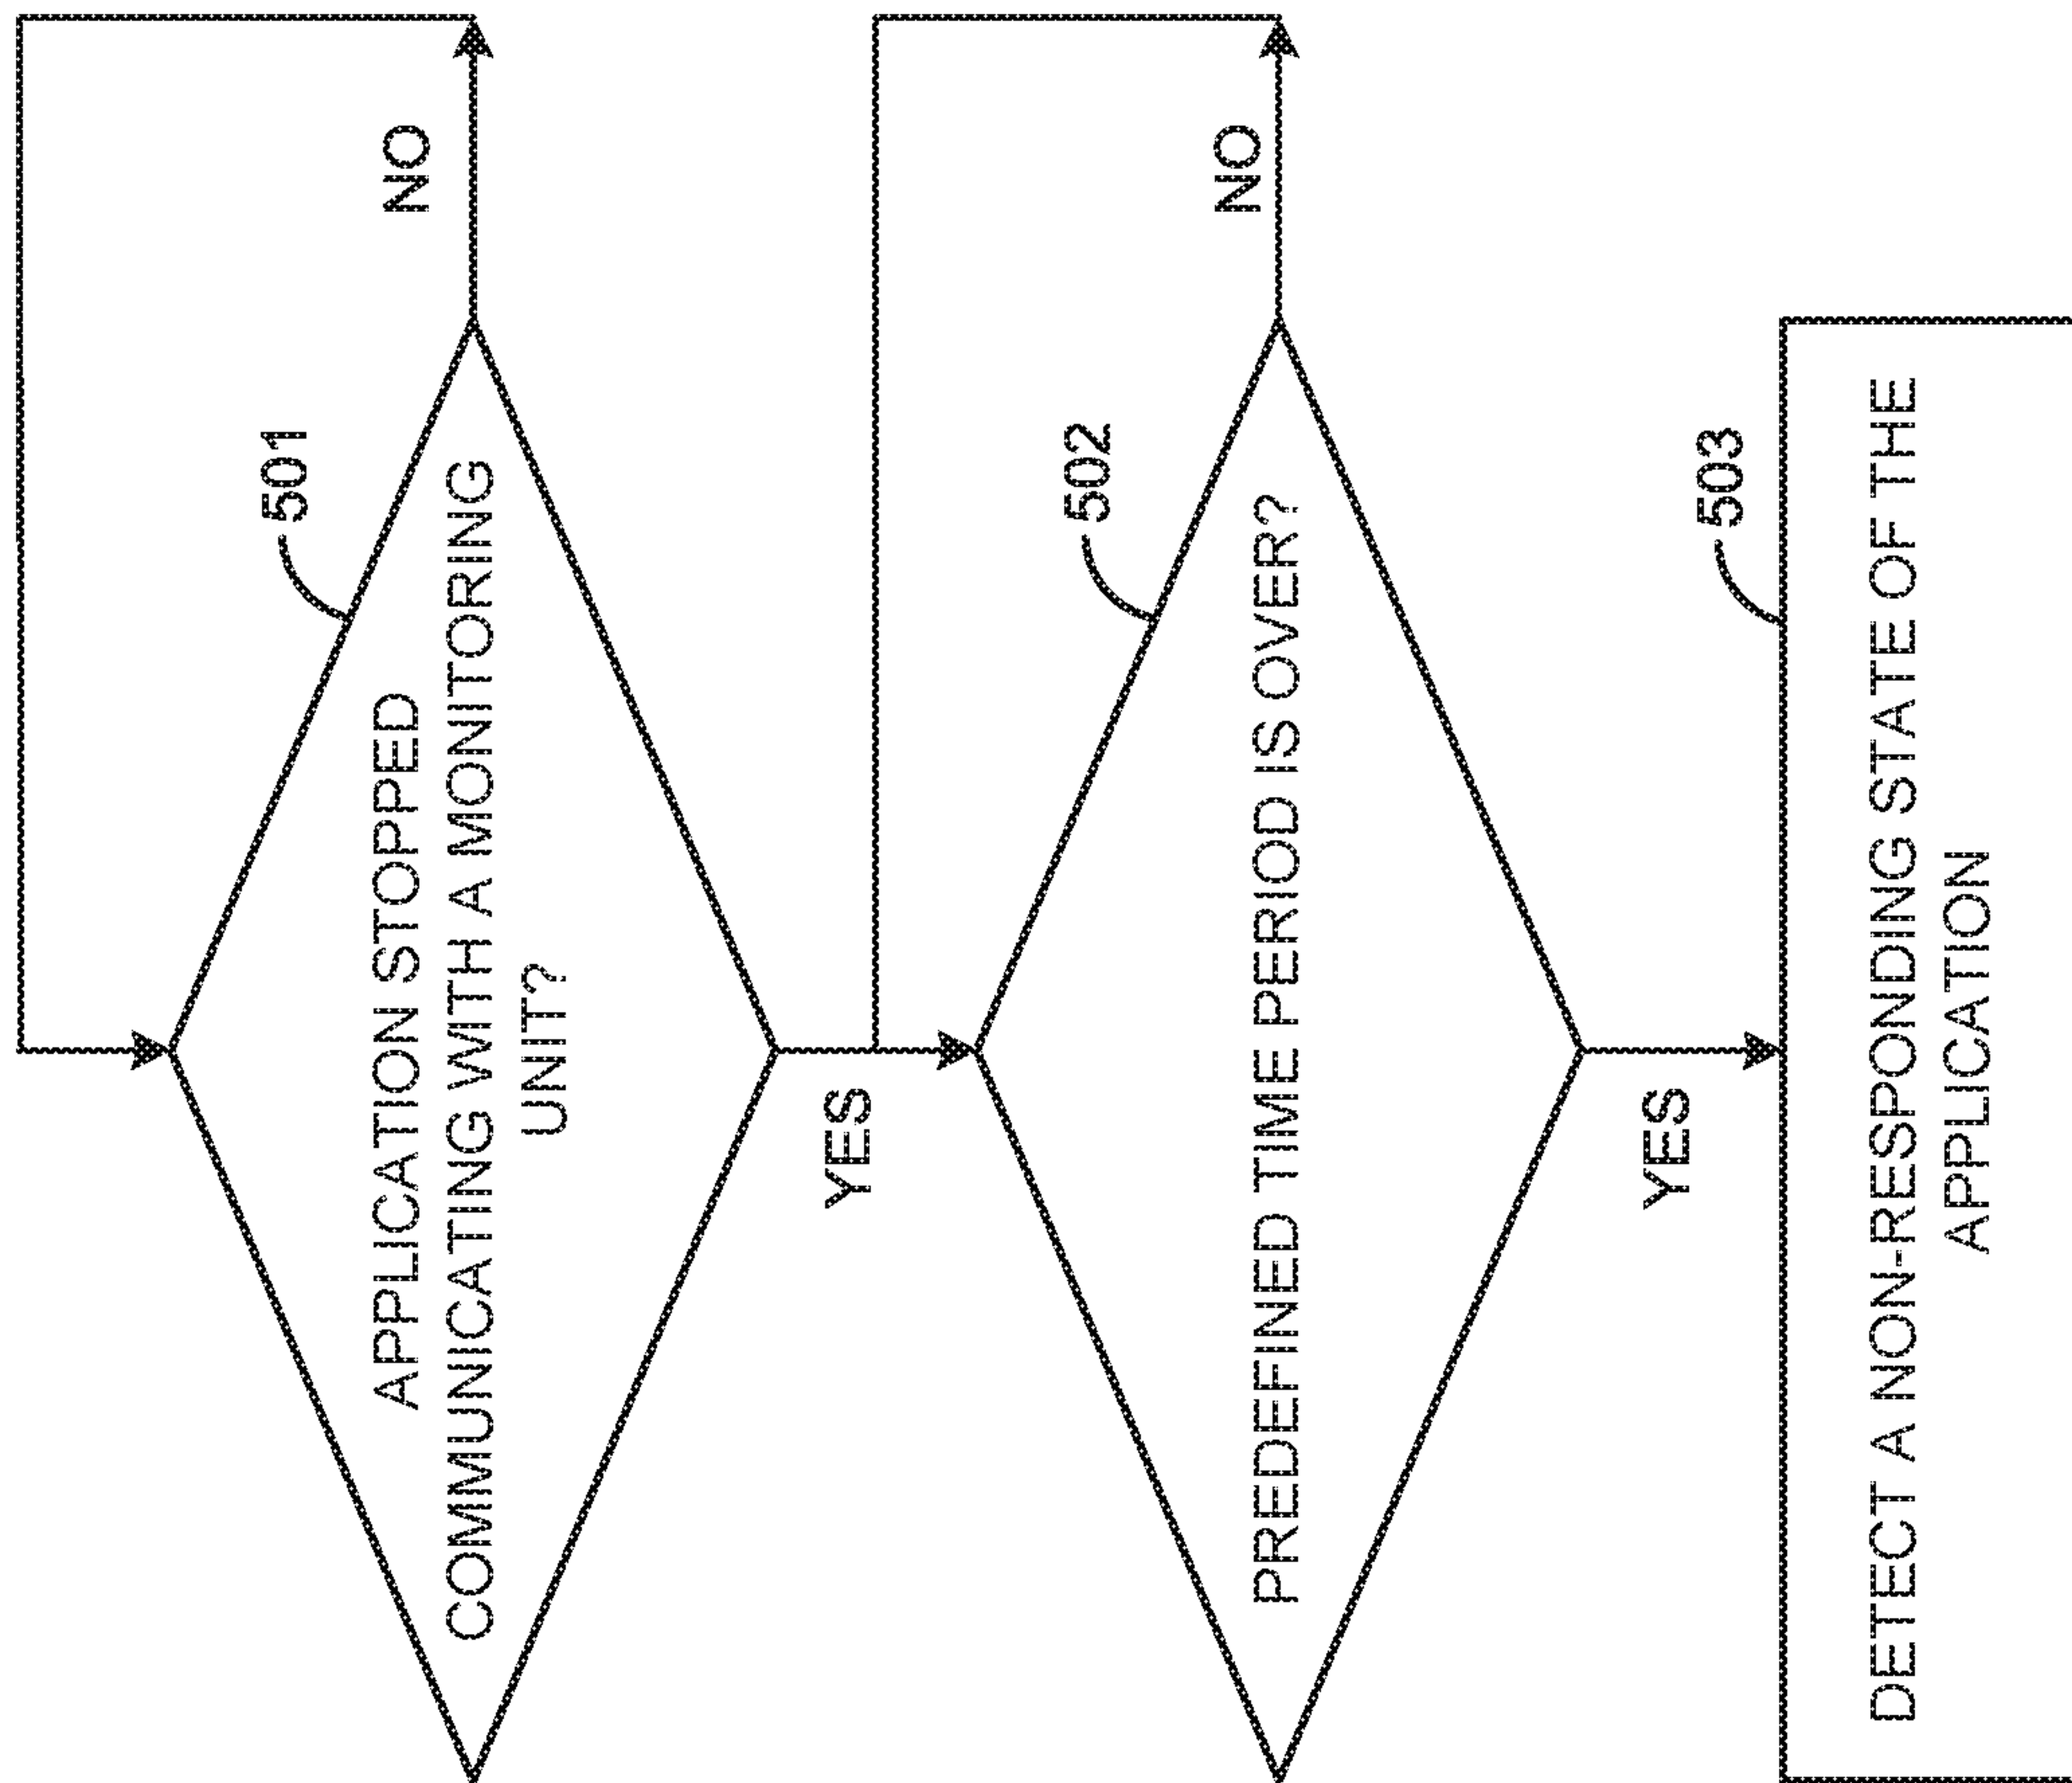 501
APPLICATION STOPPED
COMMUNICATING WITH A MONITORING
UNIT?
NO
YES
502
PREDEFINED TIME PERIOD IS OVER?
NO
YES
503
DETECT A NON-RESPONDING STATE OF THE
APPLICATION